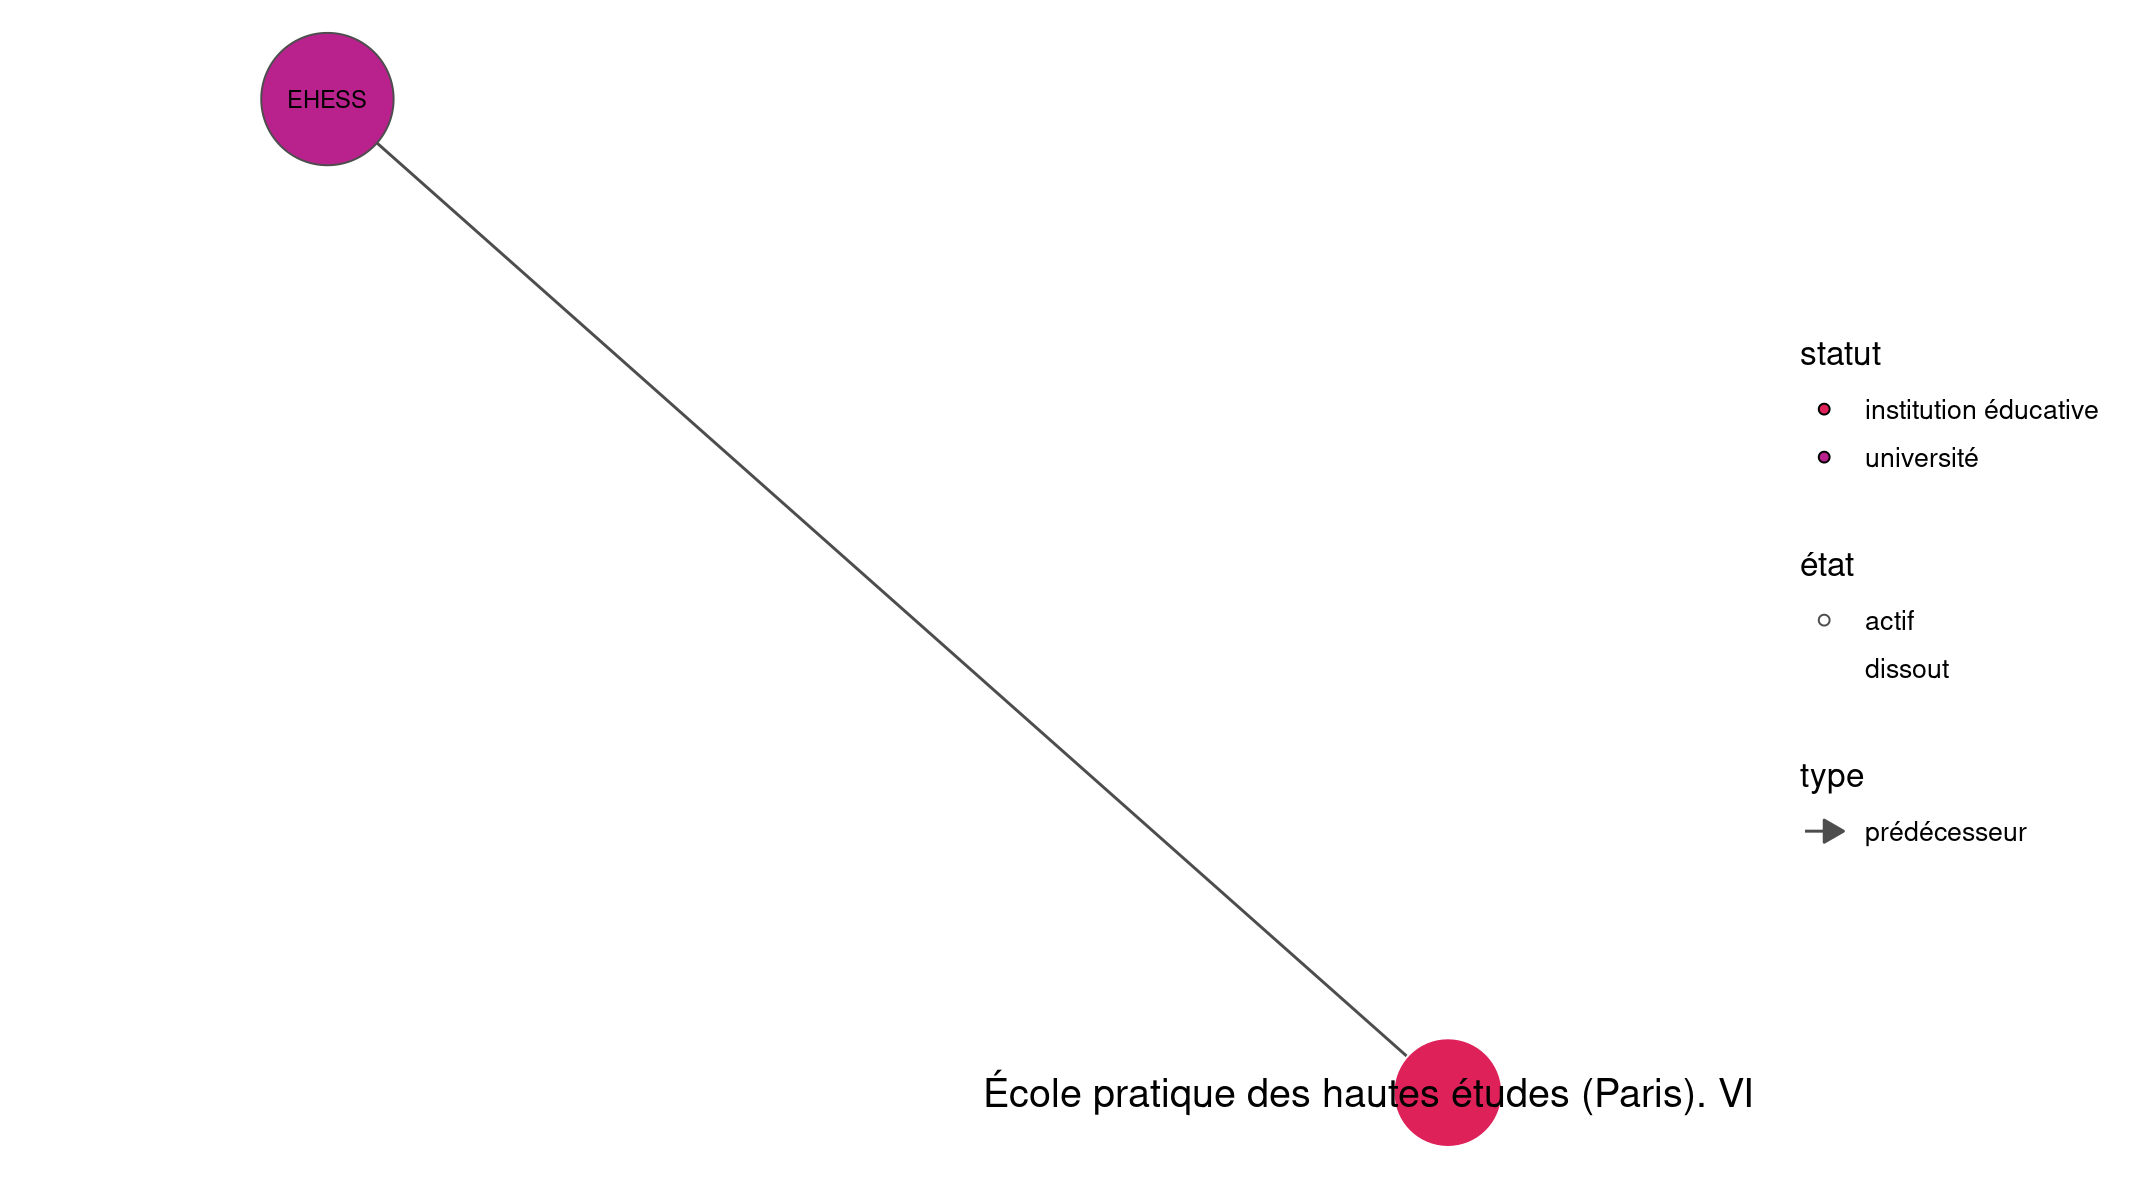 EHESS
statut
institution éducative
université
état
actif
dissout
type
prédécesseur
École pratique des hautes études (Paris). VI